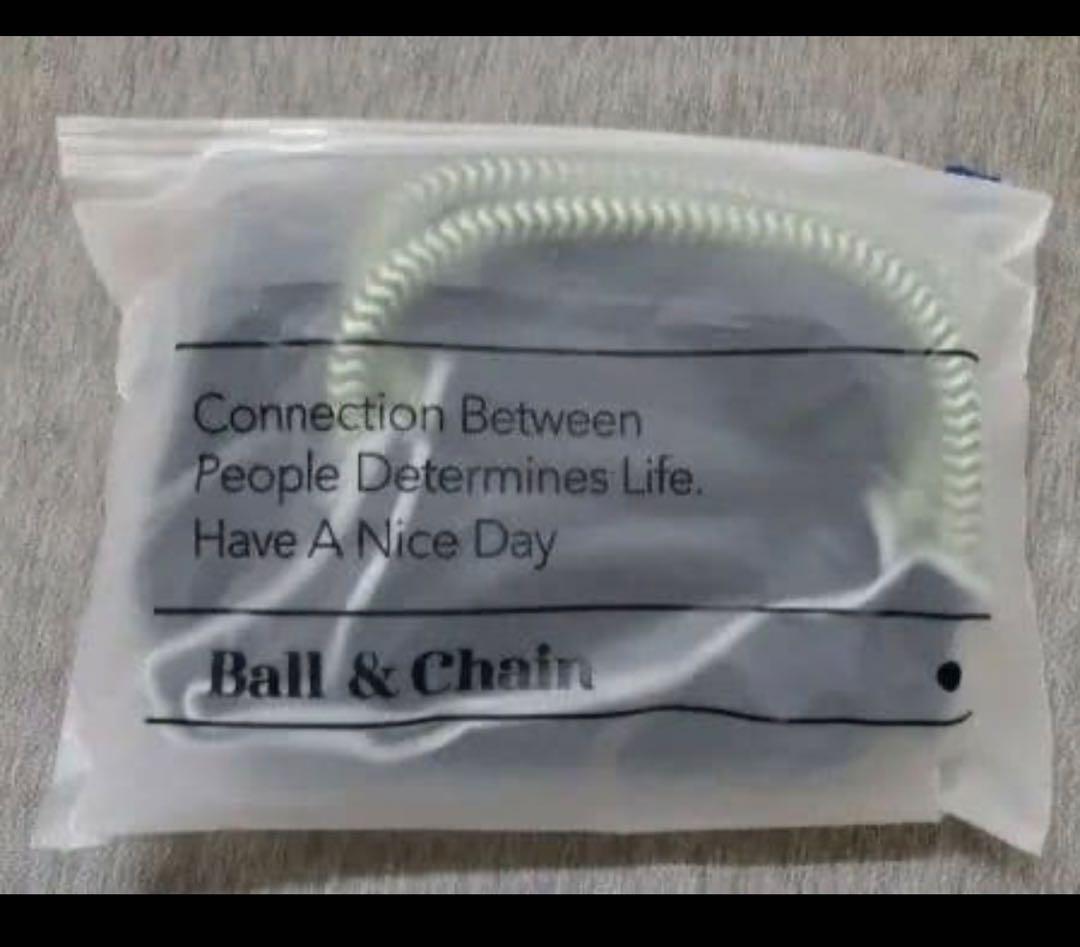 Connection Between
People Determines Life.
Have A Nice Day
Ball & Chain